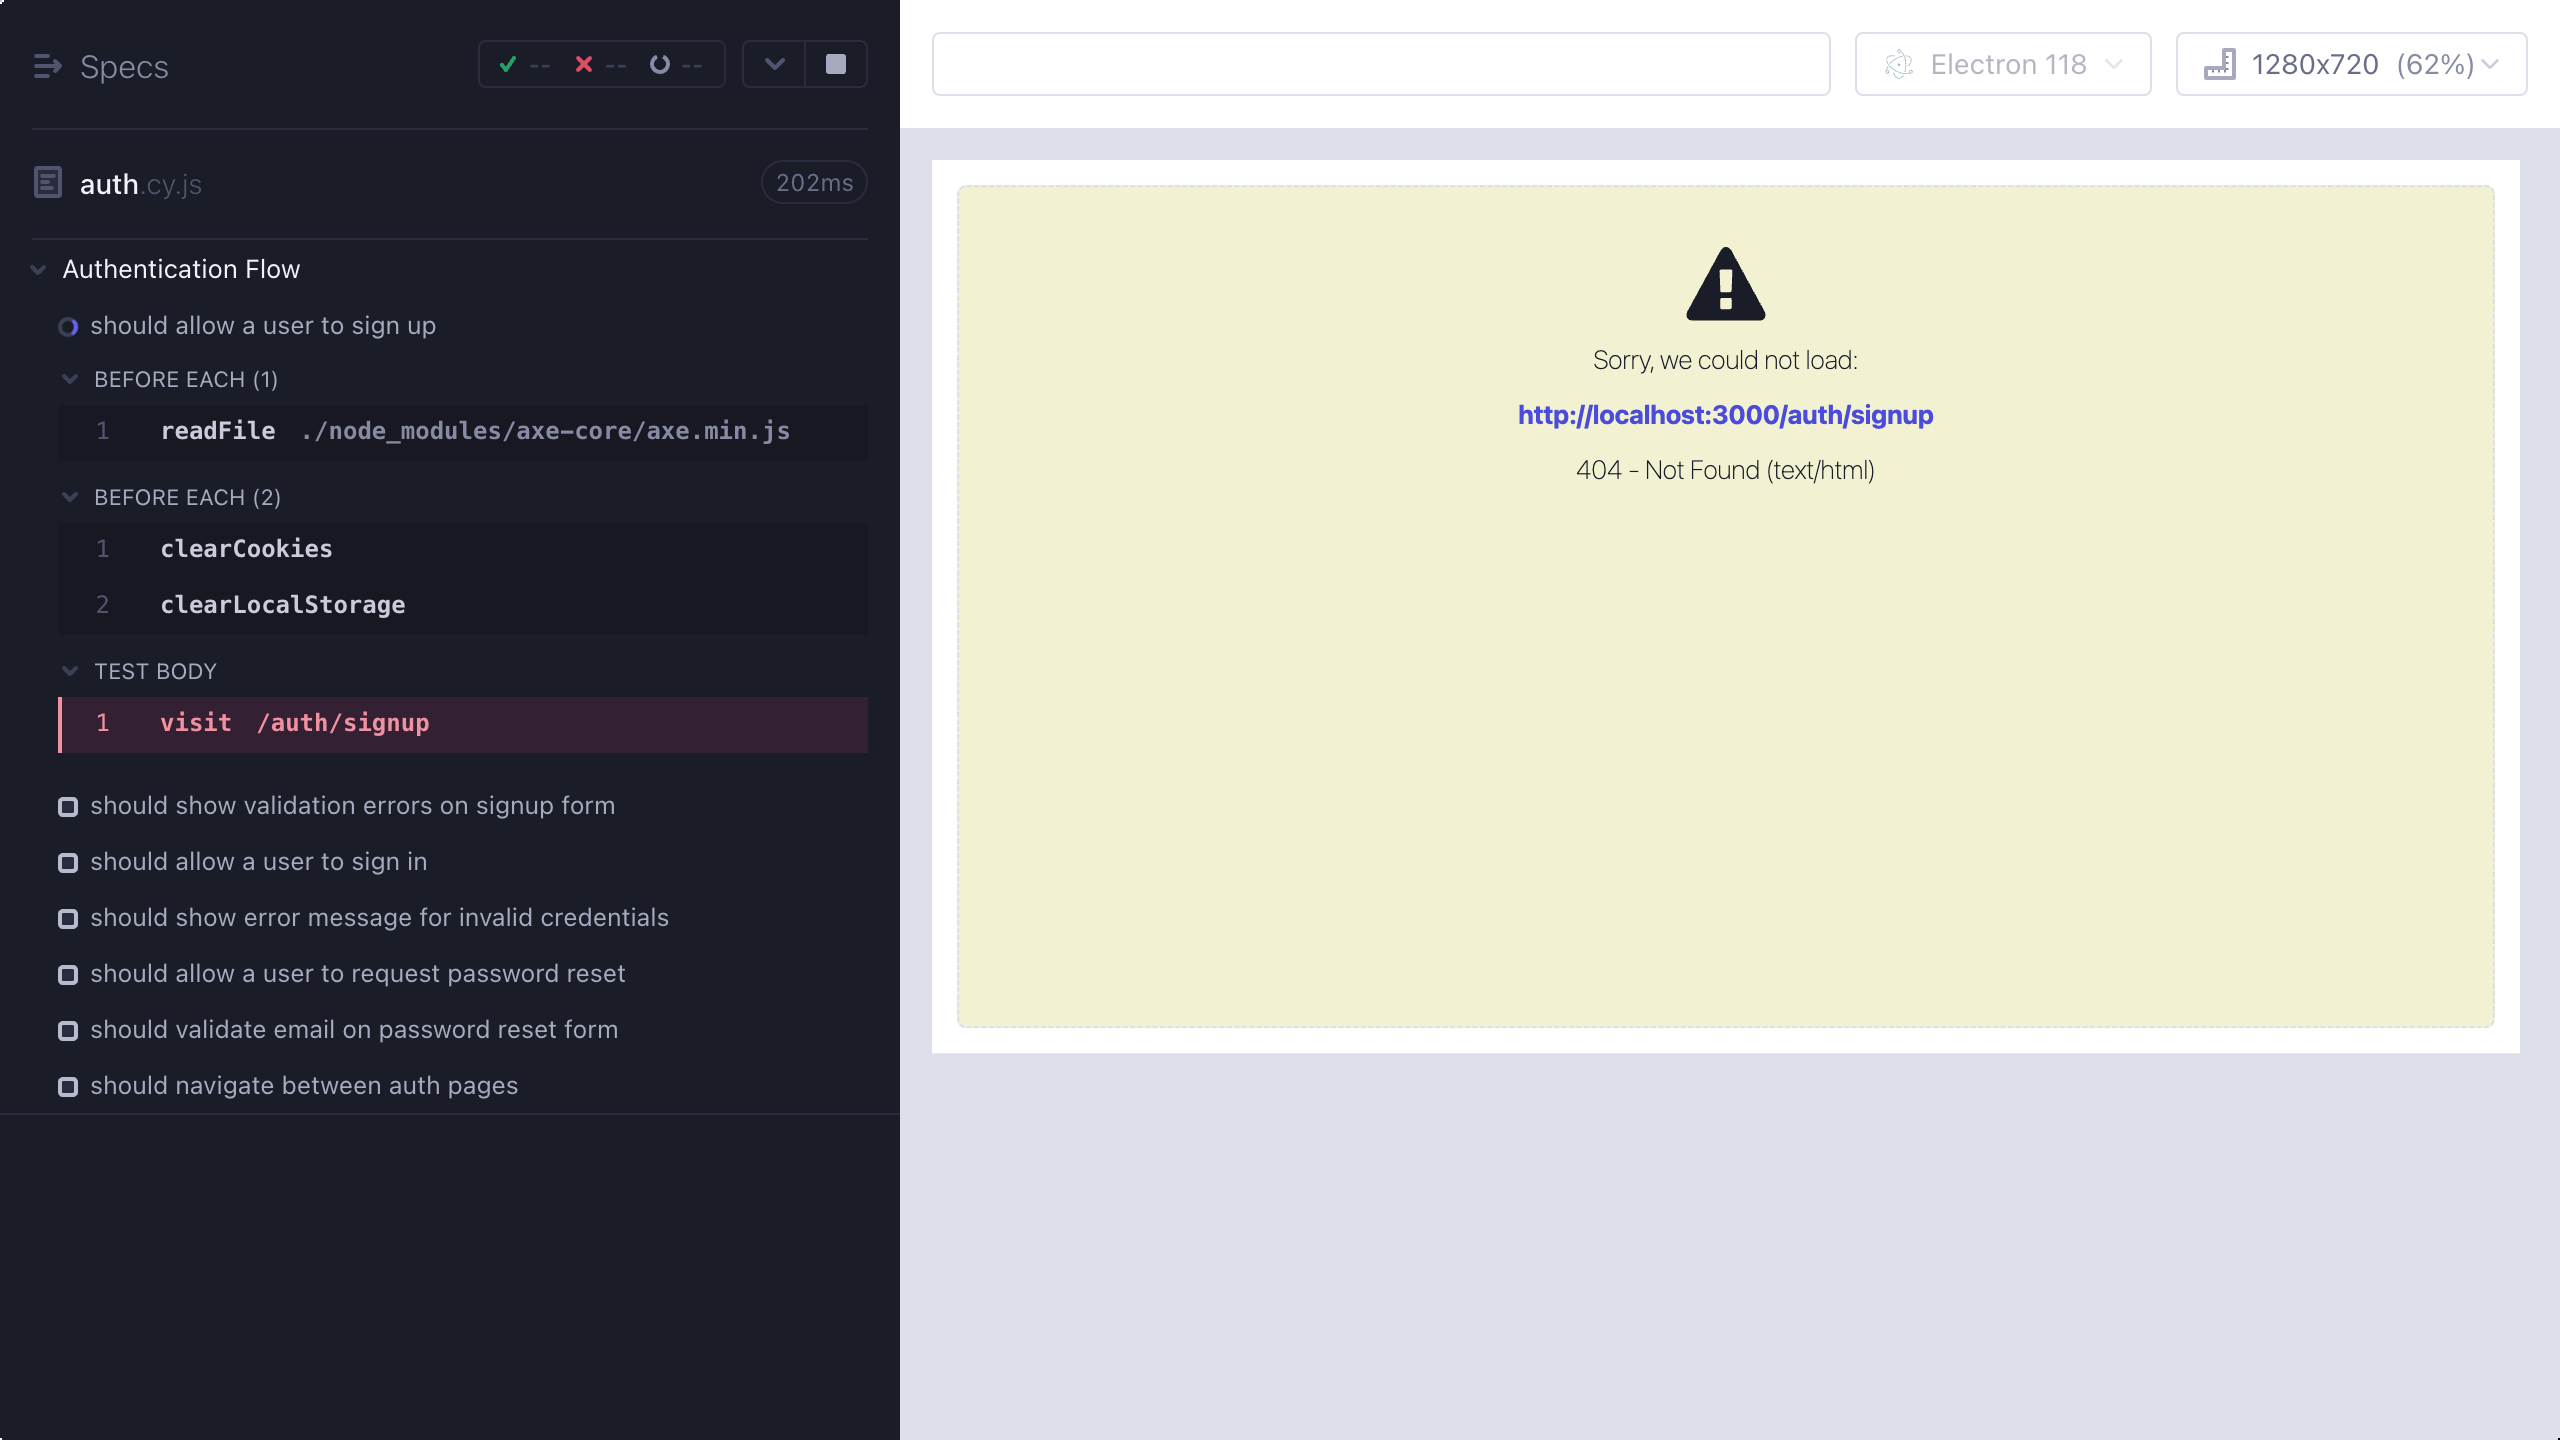 Specs
-- -- --
auth.cy.js
202ms
Authentication Flow
should allow a user to sign up
BEFORE EACH (1)
1 readFile ./node_modules/axe-core/axe.min.js
BEFORE EACH (2)
1 clearCookies
2 clearLocalStorage
TEST BODY
1 visit /auth/signup
should show validation errors on signup form
should allow a user to sign in
should show error message for invalid credentials
should allow a user to request password reset
should validate email on password reset form
should navigate between auth pages
Electron 118
1280x720 (62%)
Sorry, we could not load:
http://localhost:3000/auth/signup
404 - Not Found (text/html)